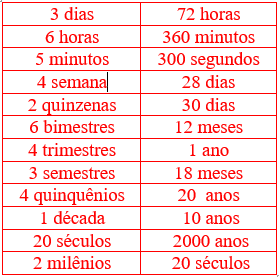 3 dias 72 horas
6 horas 360 minutos
5 minutos 300 segundos
4 semana 28 dias
2 quinzenas 30 dias
6 bimestres 12 meses
4 trimestres 1 ano
3 semestres 18 meses
4 quinquênios 20 anos
1 década 10 anos
20 séculos 2000 anos
2 milênios 20 séculos